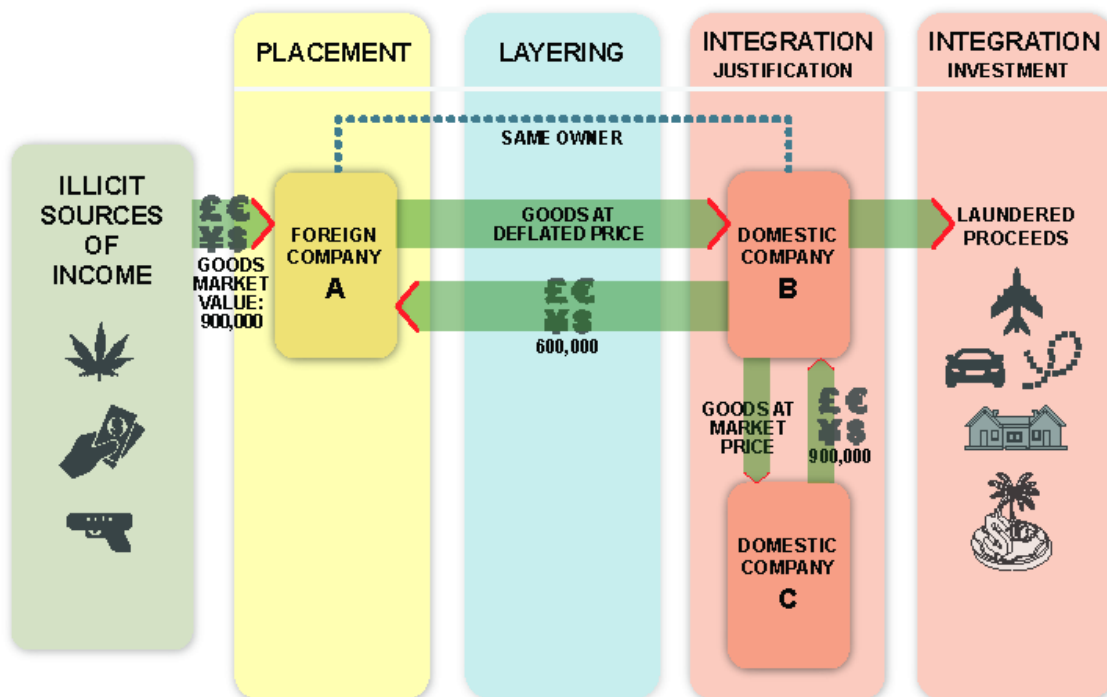 PLACEMENT
LAYERING
INTEGRATION
JUSTIFICATION
INTEGRATION
INVESTMENT
SAME OWNER
ILLICIT
SOURCES
OF
INCOME
£ €
¥ $
GOODS
MARKET
VALUE:
900,000
FOREIGN
COMPANY
A
GOODS AT
DEFLATED PRICE
£ €
¥ $
600,000
DOMESTIC
COMPANY
B
LAUNDERED
PROCEEDS
GOODS AT
MARKET
PRICE
£ €
¥ $
900,000
DOMESTIC
COMPANY
C